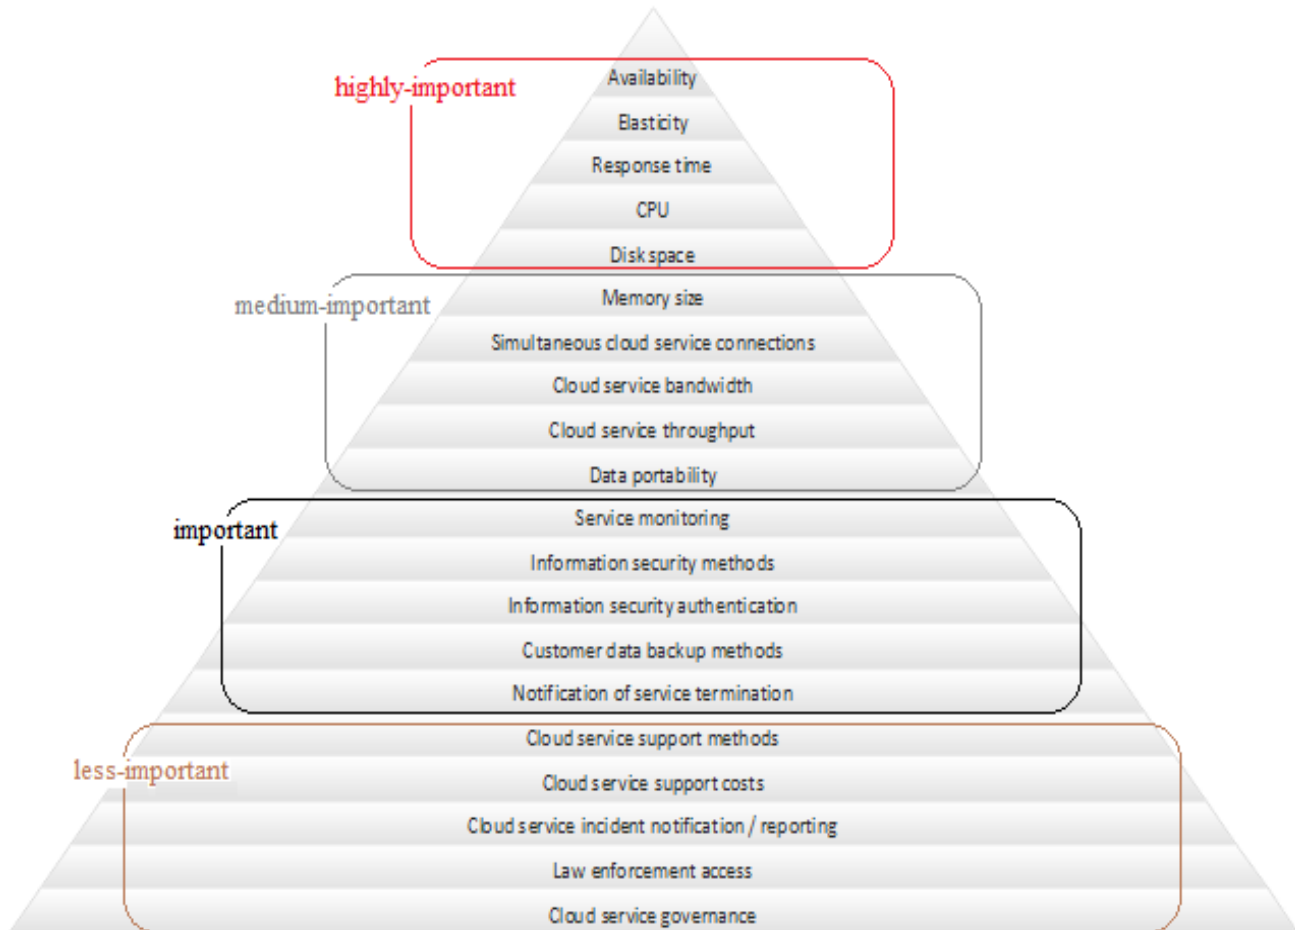 highly-important
Availability
Elasticity
Response time
CPU
Disk space
medium-important
Memory size
Simultaneous cloud service connections
Cloud service bandwidth
Cloud service throughput
Data portability
important
Service monitoring
Information security methods
Information security authentication
Customer data backup methods
Notification of service termination
less-important
Cloud service support methods
Cloud service support costs
Cloud service incident notification / reporting
Law enforcement access
Cloud service governance